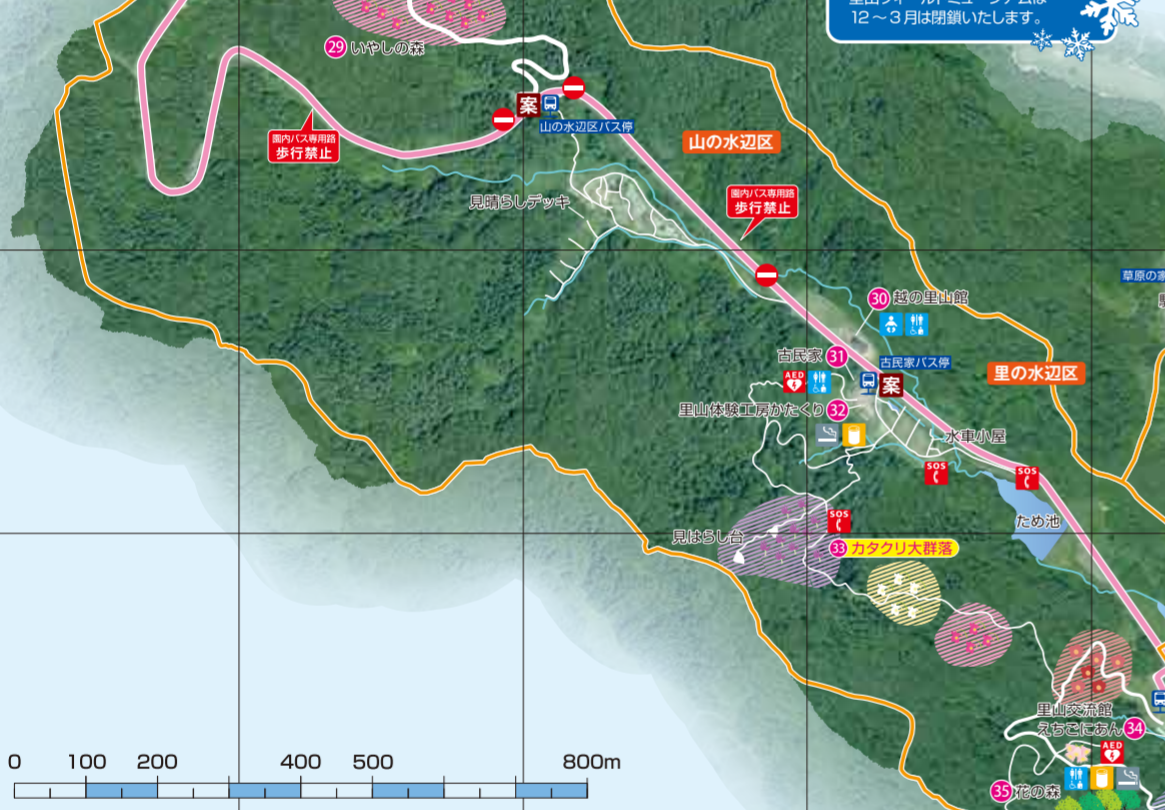 12～3月は閉鎖いたします。
29 いやしの森
案
山の水辺区バス停
山の水辺区
園内バス専用路
歩行禁止
見晴らしデッキ
園内バス専用路
歩行禁止
30 越の里山館
古民家 31
古民家バス停
案
AED
里の水辺区
里山体験工房かたくり 32
水車小屋
SOS
SOS
SOS
ため池
見はらし台
33 カタクリ大群落
里山交流館
えちごにあん 34
AED
35 花の森
0 100 200 400 500 800m